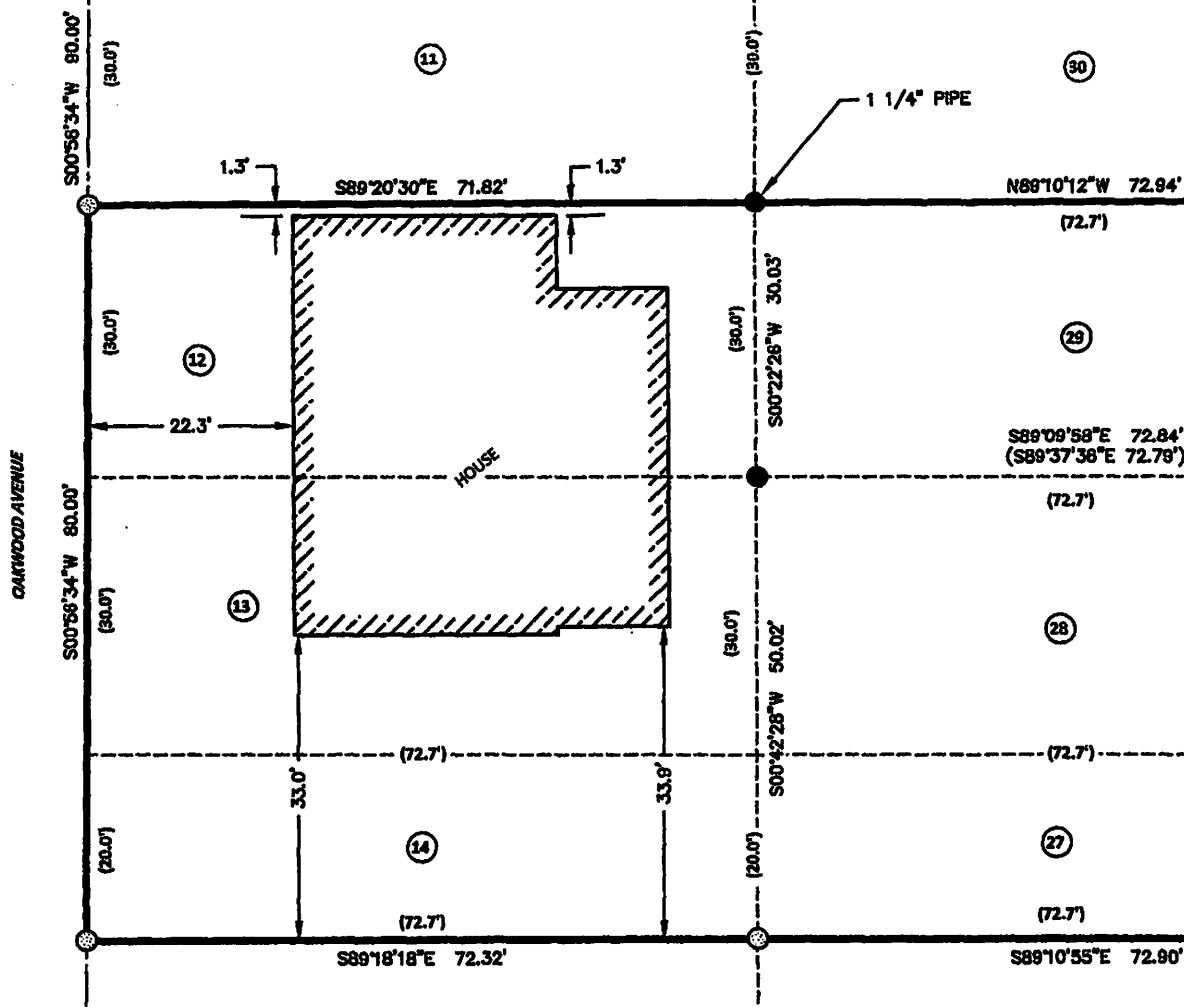 S00°58'34"W 90.00'
(30.0')
11
(30.0')
30
1 1/4" PIPE
1.3'
1.3'
S89°20'30"E 71.82'
N89°10'12"W 72.94'
(72.7')
(30.0')
12
22.3'
(30.0')
S00°22'26"W 30.03'
29
S89°09'58"E 72.84'
(S89°37'36"E 72.79')
(72.7')
HOUSE
OAKWOOD AVENUE
S00°58'34"W 80.00'
(30.0')
13
(30.0')
S00°42'28"W 50.02'
28
(72.7')
(72.7')
33.0'
33.9'
(20.0')
14
(20.0')
27
(72.7')
(72.7')
S89°18'18"E 72.32'
S89°10'55"E 72.90'